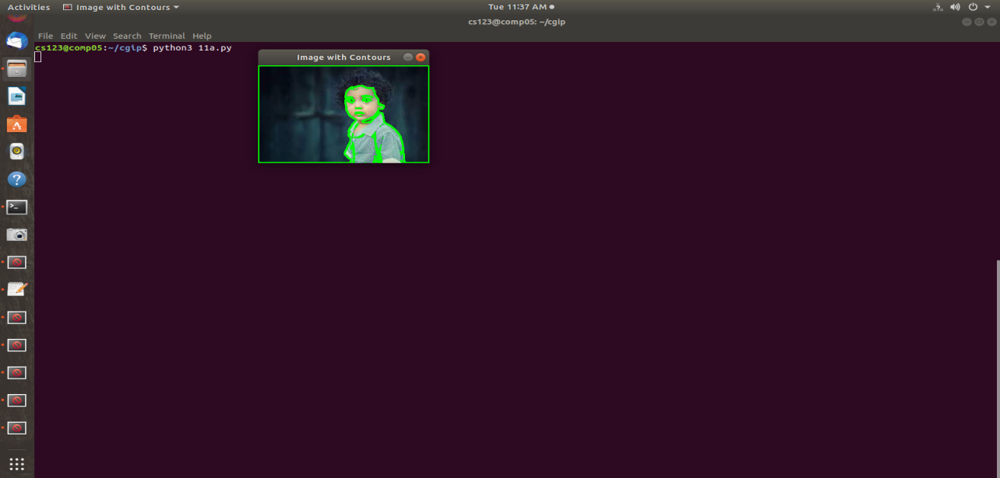 Activities Image with Contours Tue 11:37 AM
cs123@comp05: ~/cgip
File Edit View Search Terminal Help
cs123@comp05:~/cgip$ python3 11a.py
Image with Contours